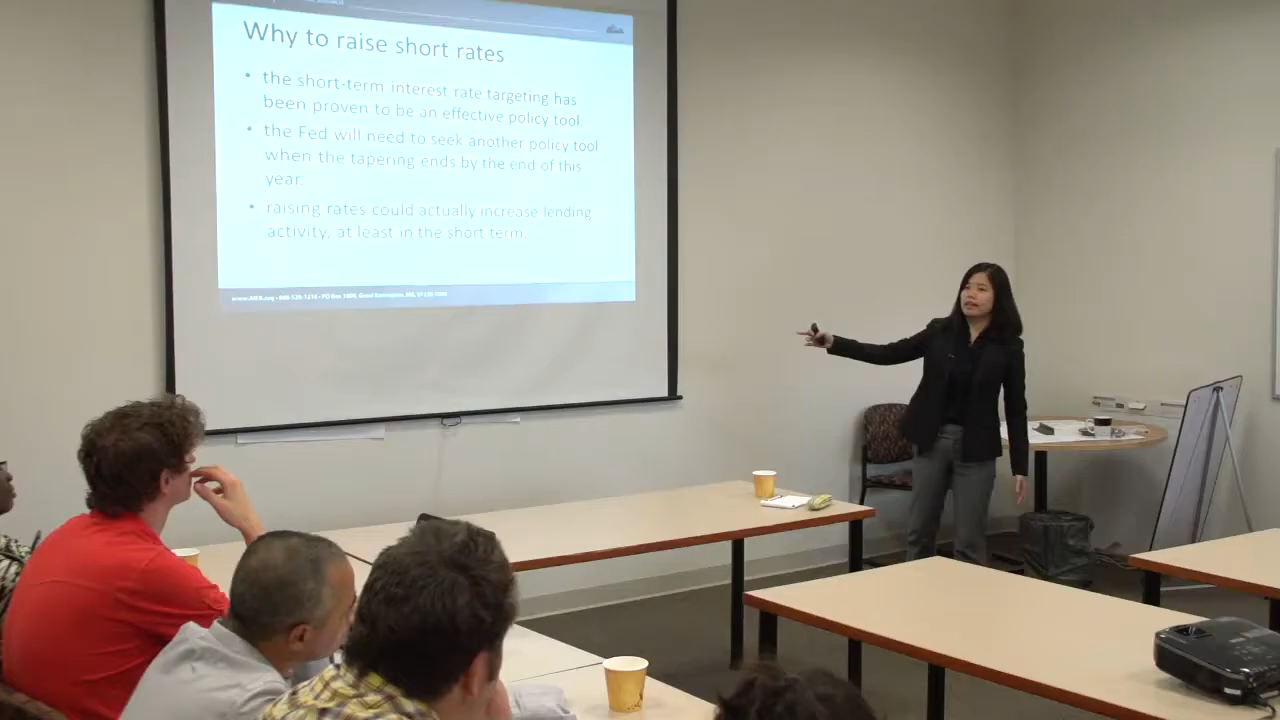 Why to raise short rates
• the short-term interest rate targeting has
been proven to be an effective policy tool.
• the Fed will need to seek another policy tool
when the tapering ends by the end of this
year.
• raising rates could actually increase lending
activity, at least in the short term.